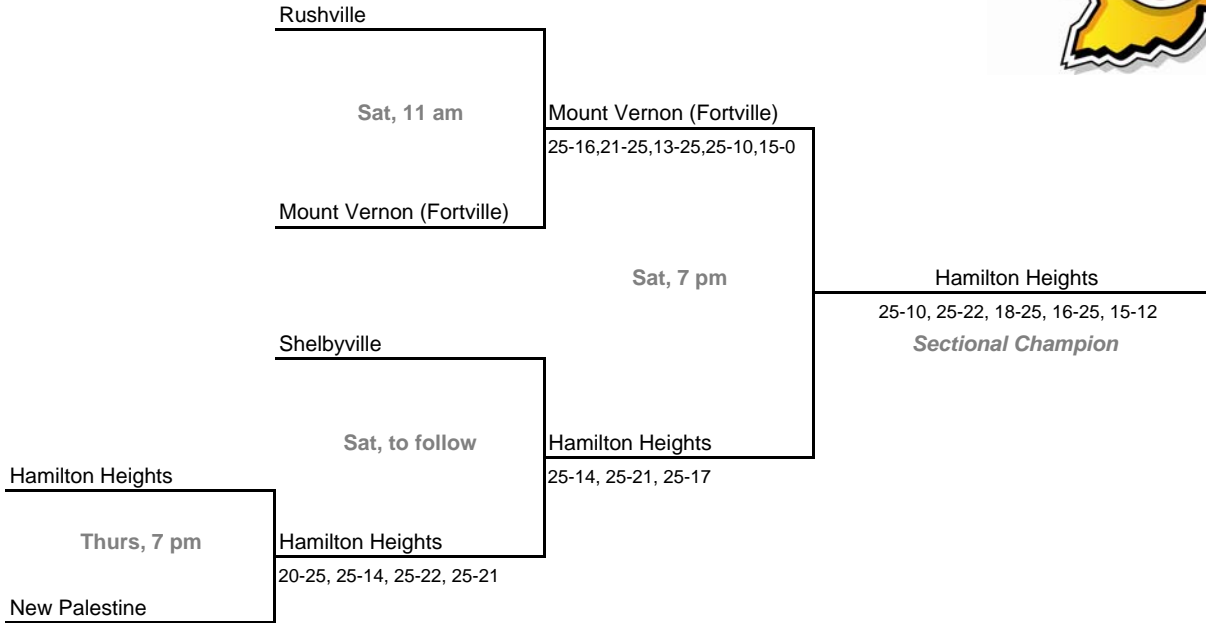 Rushville
Sat, 11 am
Mount Vernon (Fortville)
25-16,21-25,13-25,25-10,15-0
Mount Vernon (Fortville)
Sat, 7 pm
Hamilton Heights
25-10, 25-22, 18-25, 16-25, 15-12
Sectional Champion
Shelbyville
Sat, to follow
Hamilton Heights
25-14, 25-21, 25-17
Hamilton Heights
Thurs, 7 pm
Hamilton Heights
20-25, 25-14, 25-22, 25-21
New Palestine